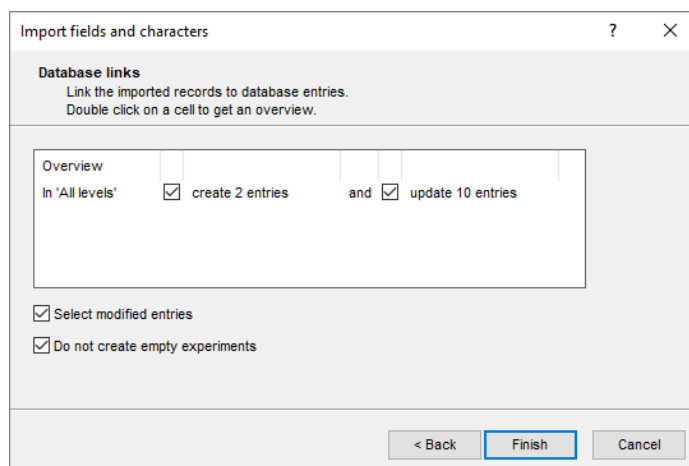 Import fields and characters
Database links
Link the imported records to database entries.
Double click on a cell to get an overview.
Overview
In 'All levels' create 2 entries and update 10 entries
Select modified entries
Do not create empty experiments
< Back Finish Cancel